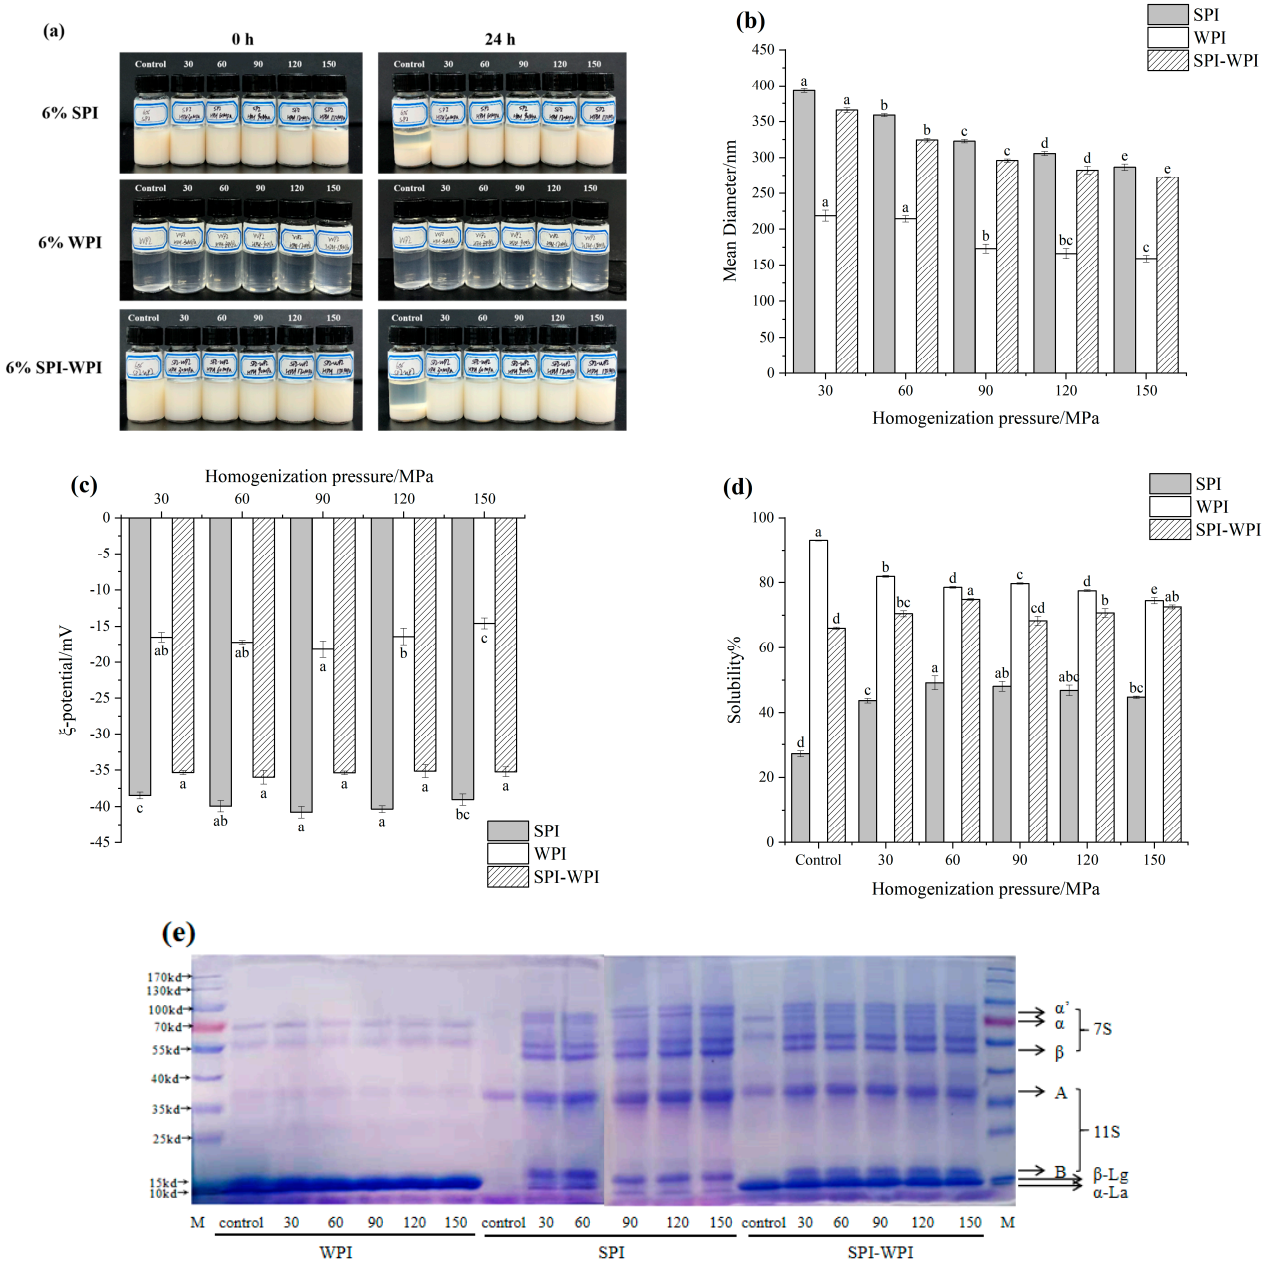 (a)
0 h
24 h
Control 30 60 90 120 150
Control 30 60 90 120 150
6% SPI
Control 30 60 90 120 150
Control 30 60 90 120 150
6% WPI
Control 30 60 90 120 150
Control 30 60 90 120 150
6% SPI-WPI
(b)
SPI
WPI
SPI-WPI
450
400
350
300
250
200
150
100
50
0
Mean Diameter/nm
a a b
a b c
a c d
b d e
bc e
c
30 60 90 120 150
Homogenization pressure/MPa
(c)
Homogenization pressure/MPa
30 60 90 120 150
0
-5
-10
-15
-20
-25
-30
-35
-40
-45
ξ-potential/mV
ab ab a b c
a a a a a
c ab a a bc
SPI
WPI
SPI-WPI
(d)
SPI
WPI
SPI-WPI
100
80
60
40
20
0
Solubility%
a b d c d e
bc a cd b ab
d c a ab abc bc
Control 30 60 90 120 150
Homogenization pressure/MPa
(e)
170kd
130kd
100kd
70kd
55kd
40kd
35kd
25kd
15kd
10kd
α'
α
7S
β
A
11S
B
β-Lg
α-La
M control 30 60 90 120 150 control 30 60 90 120 150 control 30 60 90 120 150 M
WPI SPI SPI-WPI